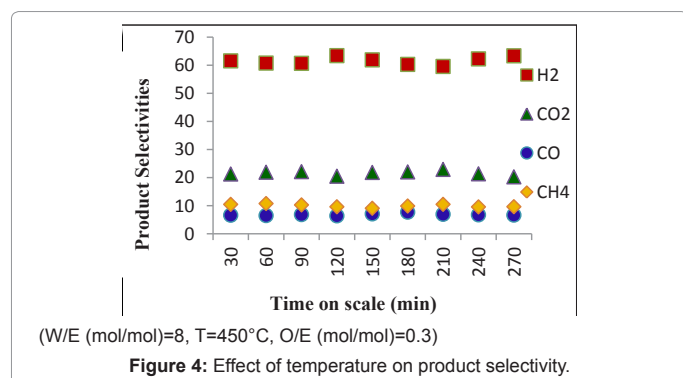 70
60
50
40
30
20
10
0
Product Selectivities
30
60
90
120
150
180
210
240
270
Time on scale (min)
H2
CO2
CO
CH4
(W/E (mol/mol)=8, T=450°C, O/E (mol/mol)=0.3)
Figure 4: Effect of temperature on product selectivity.